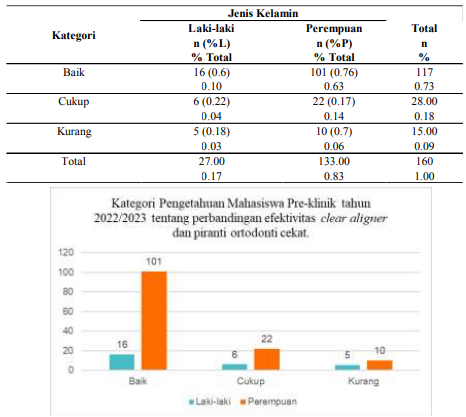 Jenis Kelamin
Kategori Laki-laki Perempuan Total
n (%L) n (%P) n
% Total % Total %
Baik 16 (0.6) 101 (0.76) 117
0.10 0.63 0.73
Cukup 6 (0.22) 22 (0.17) 28.00
0.04 0.14 0.18
Kurang 5 (0.18) 10 (0.7) 15.00
0.03 0.06 0.09
Total 27.00 133.00 160
0.17 0.83 1.00
Kategori Pengetahuan Mahasiswa Pre-klinik tahun
2022/2023 tentang perbandingan efektivitas clear aligner
dan piranti ortodonti cekat.
120
100
80
60
40
20
0
16
101
6
22
5
10
Baik Cukup Kurang
Laki-laki Perempuan